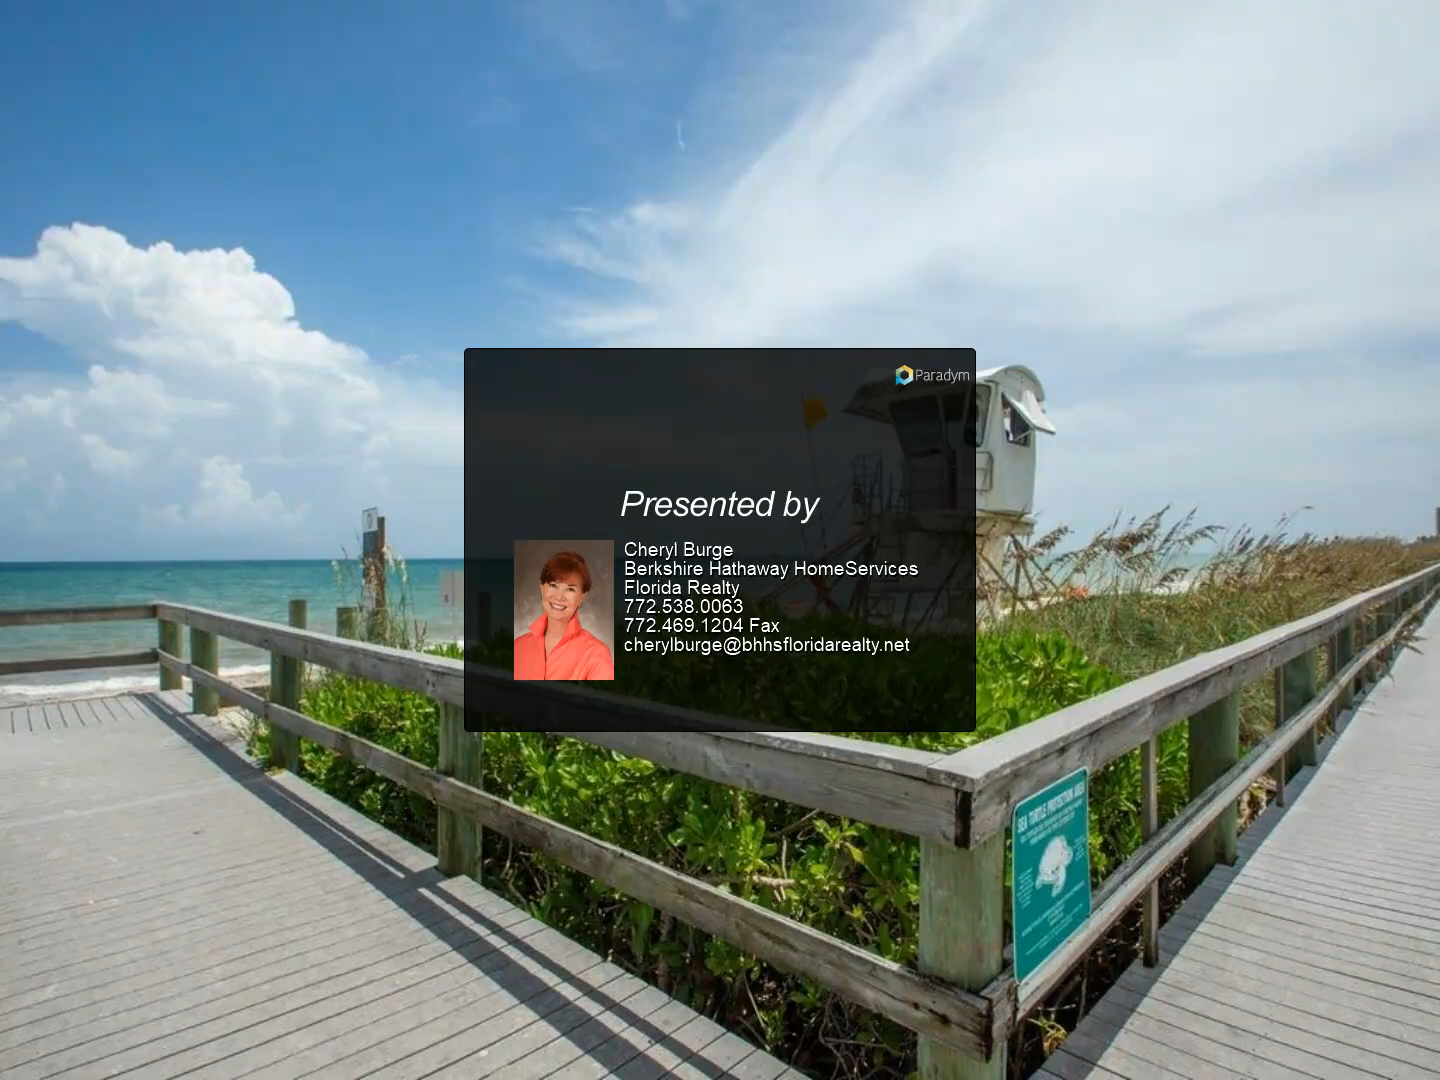 Paradym
Presented by
Cheryl Burge
Berkshire Hathaway HomeServices
Florida Realty
772.538.0063
772.469.1204 Fax
cherylburge@bhhsfloridarealty.net
SEA TURTLE PROTECTION AREA